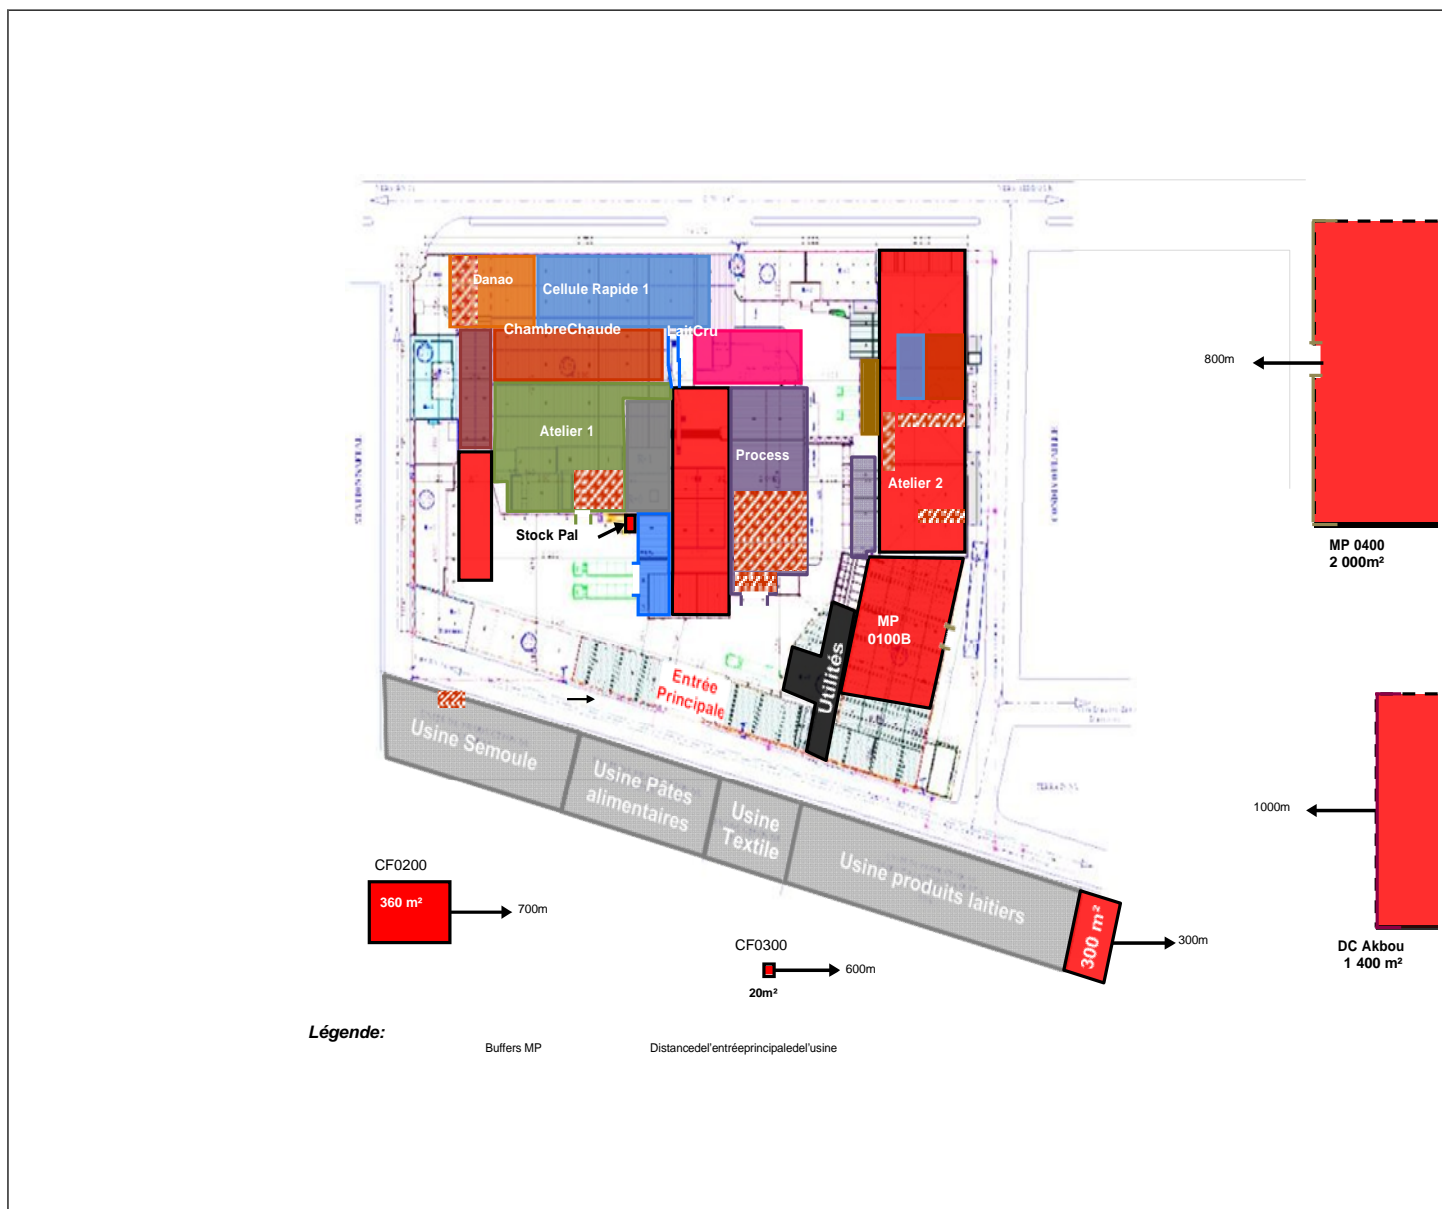 Danao
Cellule Rapide 1
ChambreChaude
LaitCru
800m
Atelier 1
Process
Atelier 2
Stock Pal
MP 0400
2 000m²
MP
0100B
Utilités
Entrée
Principale
Usine Semoule
Usine Pâtes
alimentaires
Usine
Textile
Usine produits laitiers
1000m
CF0200
360 m²
700m
300 m²
300m
CF0300
600m
20m²
DC Akbou
1 400 m²
Légende:
Buffers MP
Distancedel'entréeprincipaledel'usine